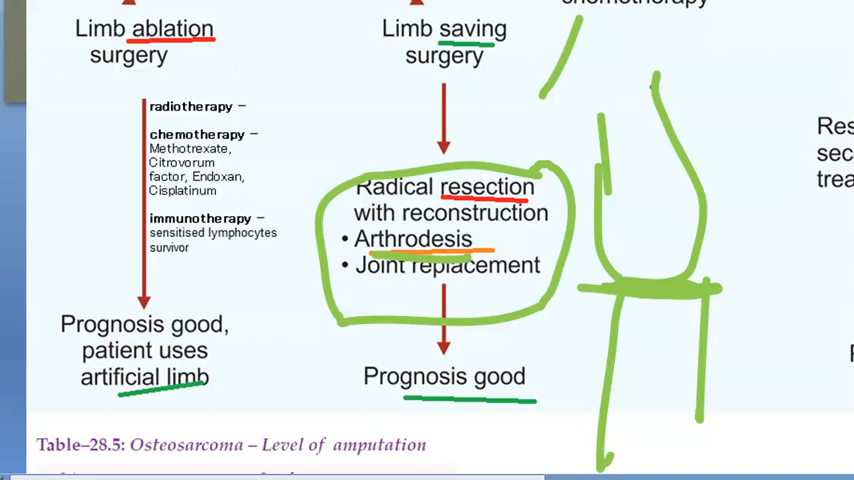 chemotherapy
Limb ablation
surgery
radiotherapy –
chemotherapy –
Methotrexate,
Citrovorum
factor, Endoxan,
Cisplatinum
immunotherapy –
sensitised lymphocytes
survivor
Prognosis good,
patient uses
artificial limb
Limb saving
surgery
Radical resection
with reconstruction
• Arthrodesis
• Joint replacement
Prognosis good
Table–28.5: Osteosarcoma – Level of amputation